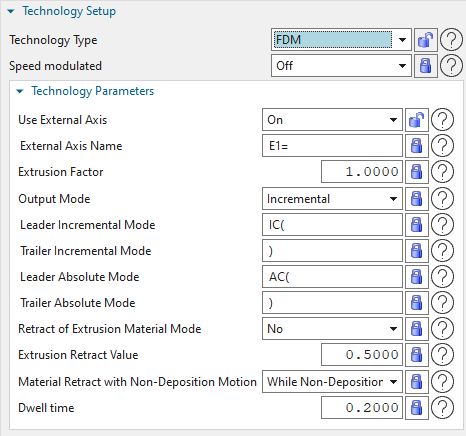 Technology Setup
Technology Type FDM
Speed modulated Off
Technology Parameters
Use External Axis On
External Axis Name E1=
Extrusion Factor 1.0000
Output Mode Incremental
Leader Incremental Mode IC(
Trailer Incremental Mode )
Leader Absolute Mode AC(
Trailer Absolute Mode )
Retract of Extrusion Material Mode No
Extrusion Retract Value 0.5000
Material Retract with Non-Deposition Motion While Non-Deposition
Dwell time 0.2000